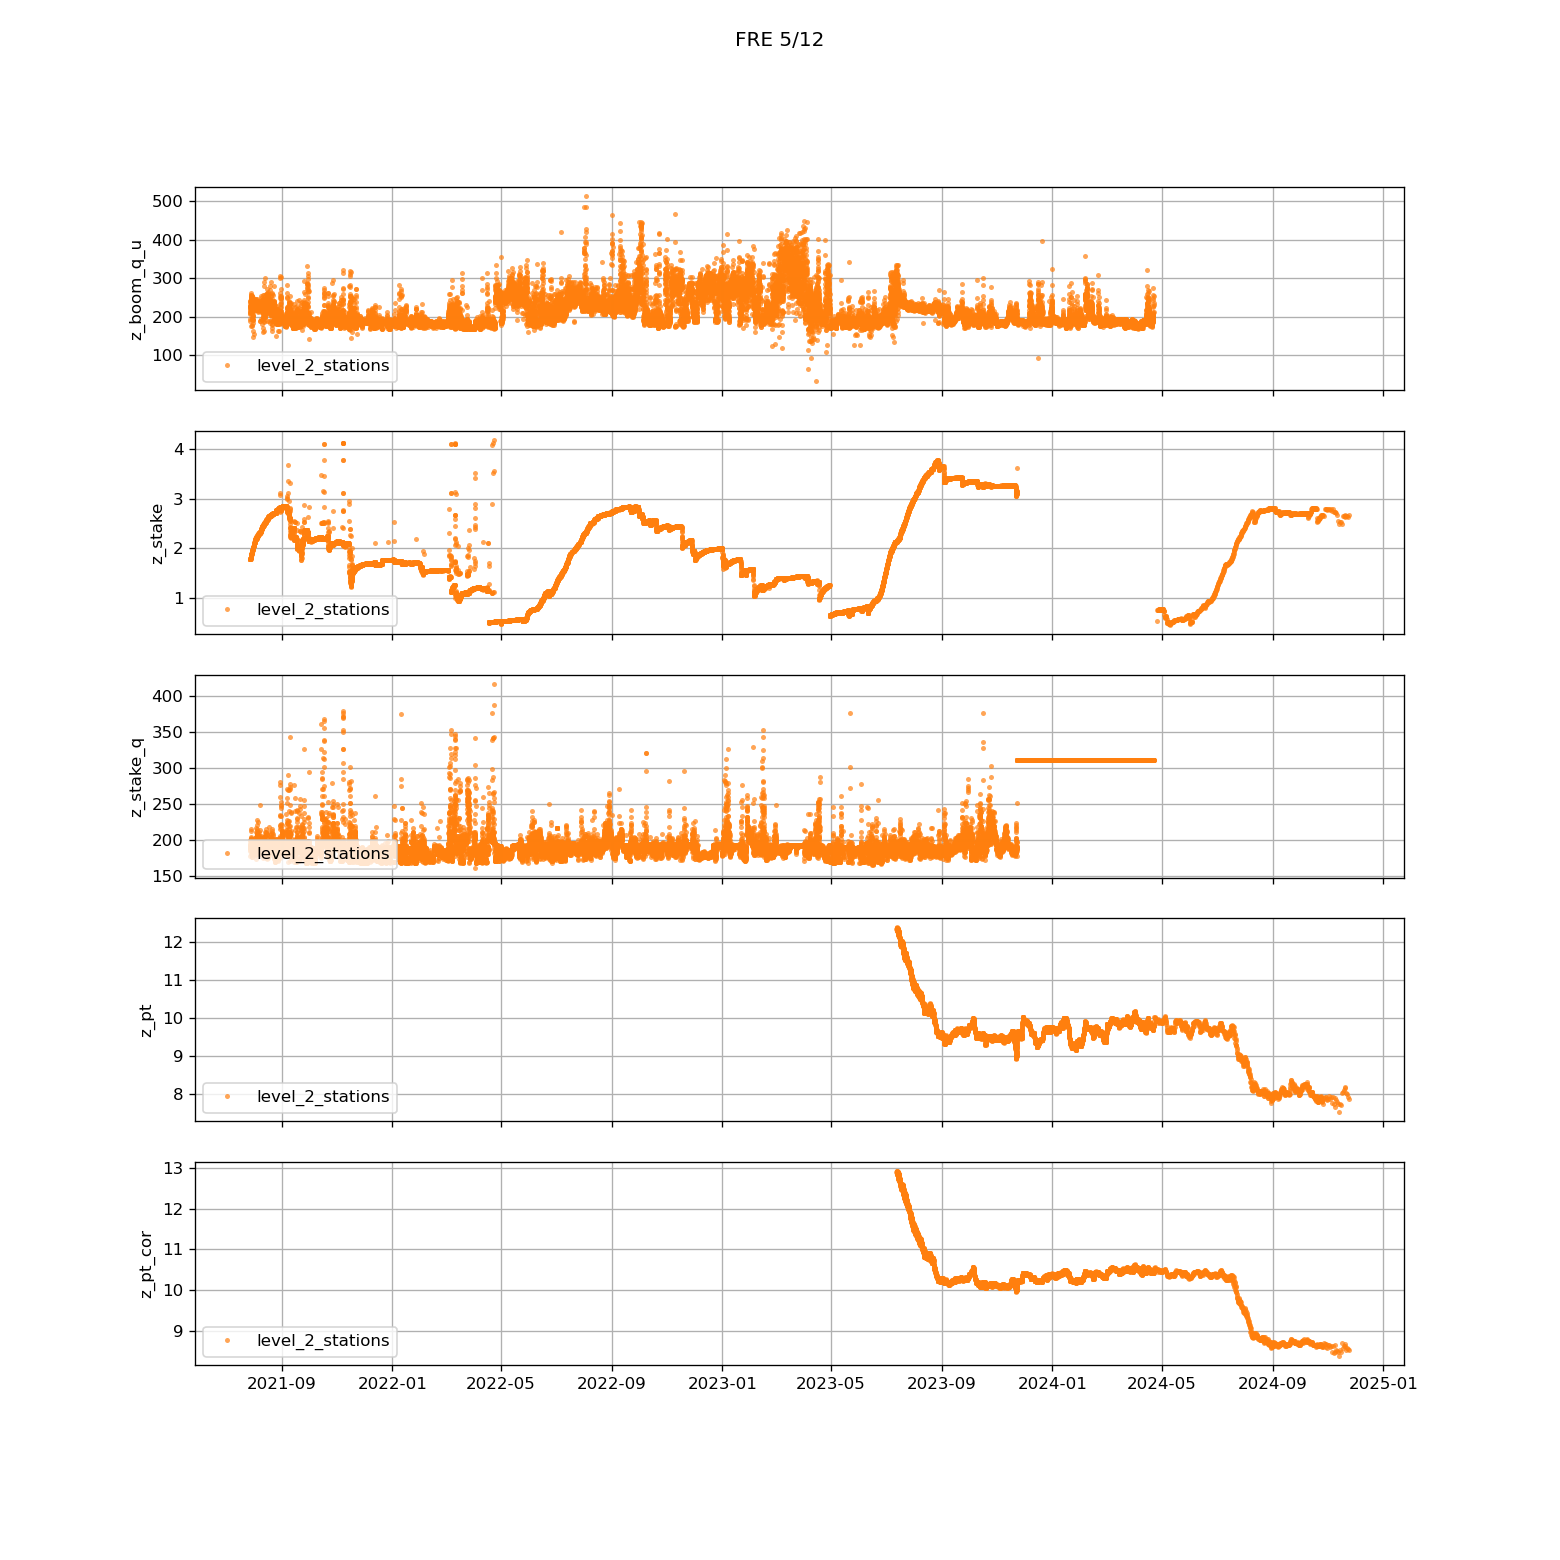 FRE 5/12
500
400
300
200
100
z_boom_q_u
level_2_stations
4
3
2
1
z_stake
level_2_stations
400
350
300
250
200
150
z_stake_q
level_2_stations
12
11
10
9
8
z_pt
level_2_stations
13
12
11
10
9
z_pt_cor
level_2_stations
2021-09 2022-01 2022-05 2022-09 2023-01 2023-05 2023-09 2024-01 2024-05 2024-09 2025-01